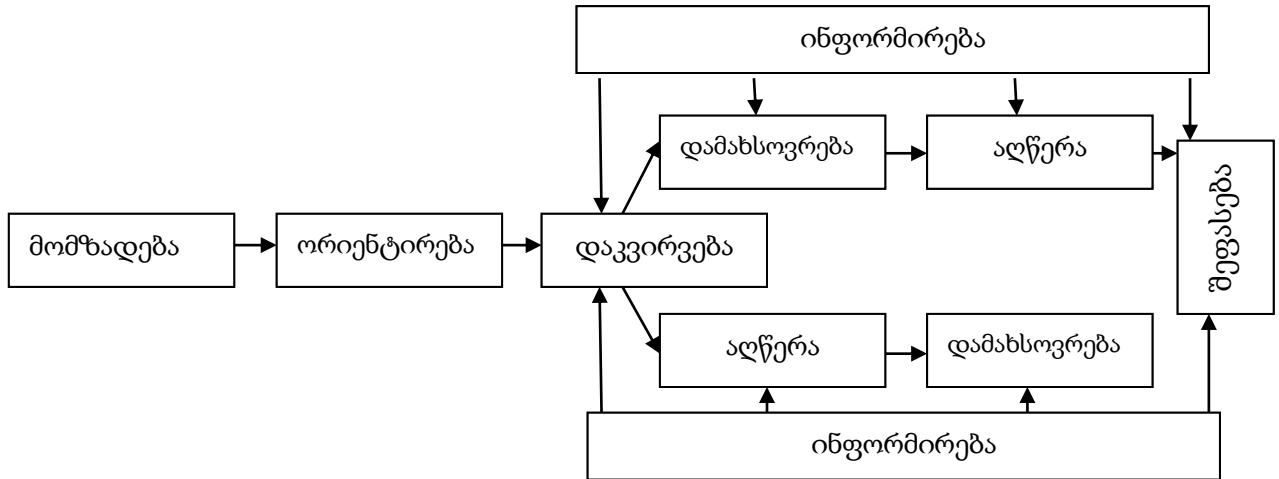 ინფორმირება
დამახსოვრება
აღწერა
მომზადება
ორიენტირება
დაკვირვება
შეფასება
აღწერა
დამახსოვრება
ინფორმირება